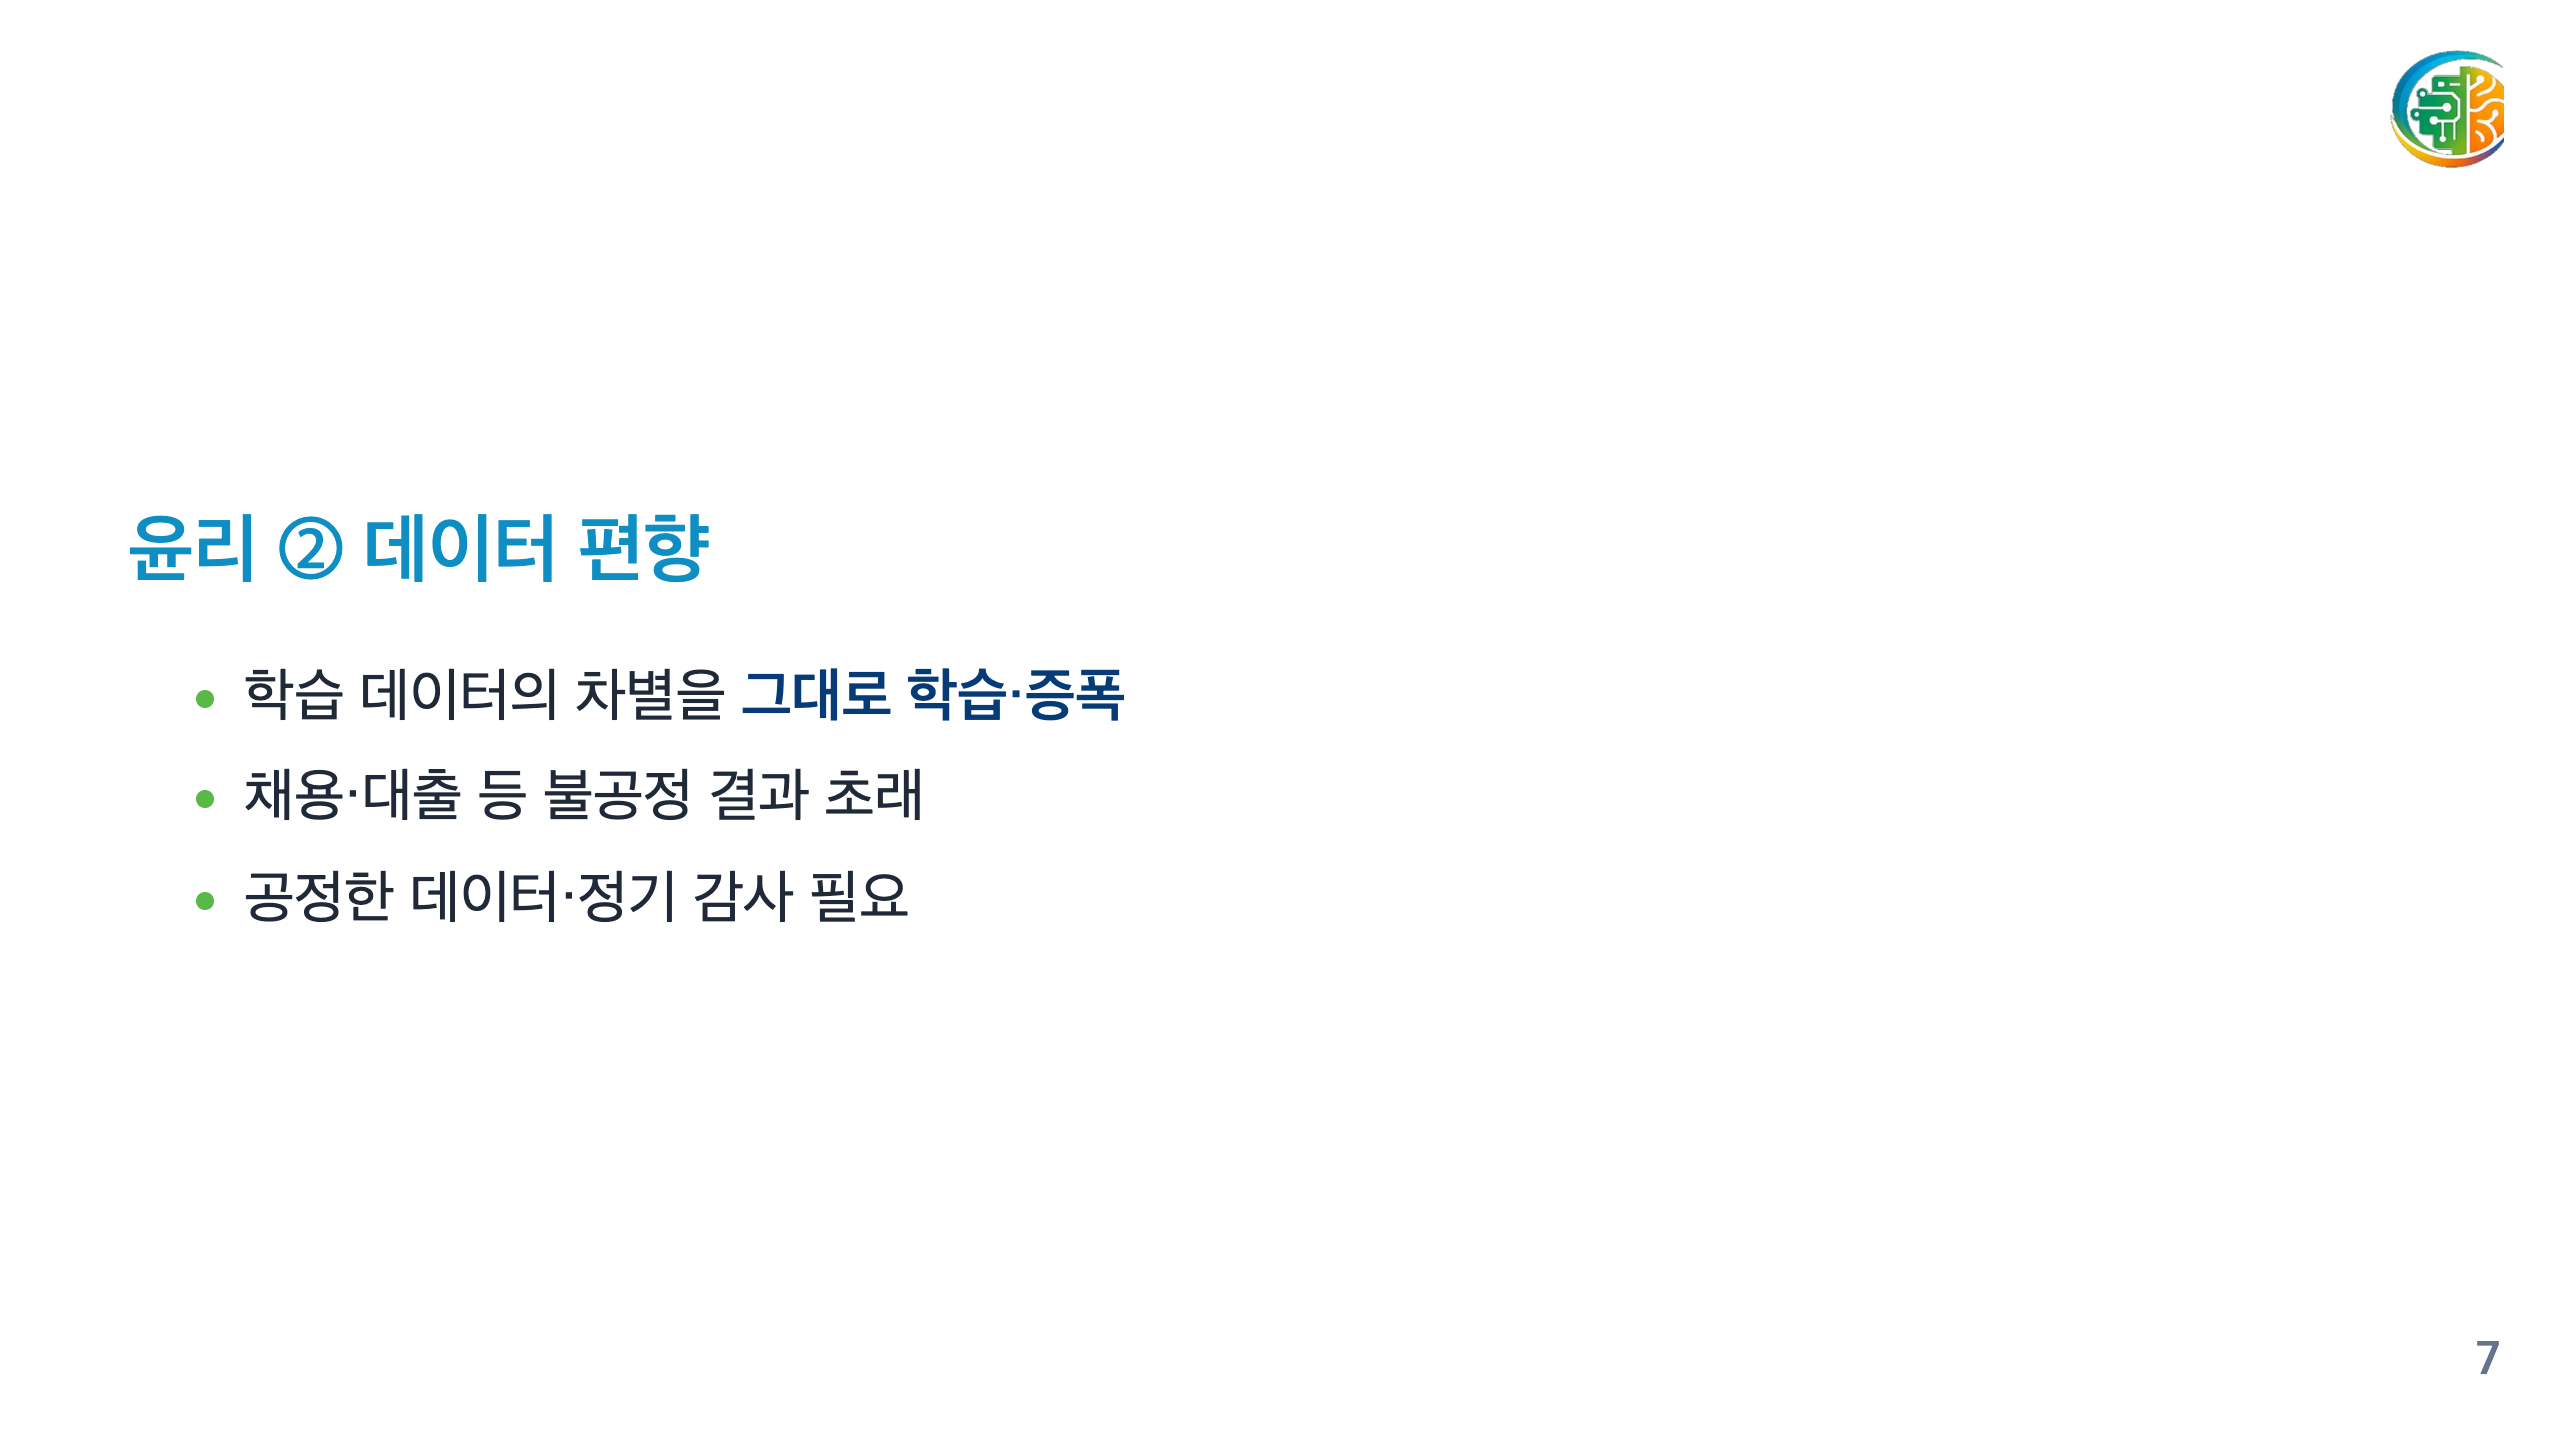 윤리 ② 데이터 편향
학습 데이터의 차별을 그대로 학습·증폭
채용·대출 등 불공정 결과 초래
공정한 데이터·정기 감사 필요
7